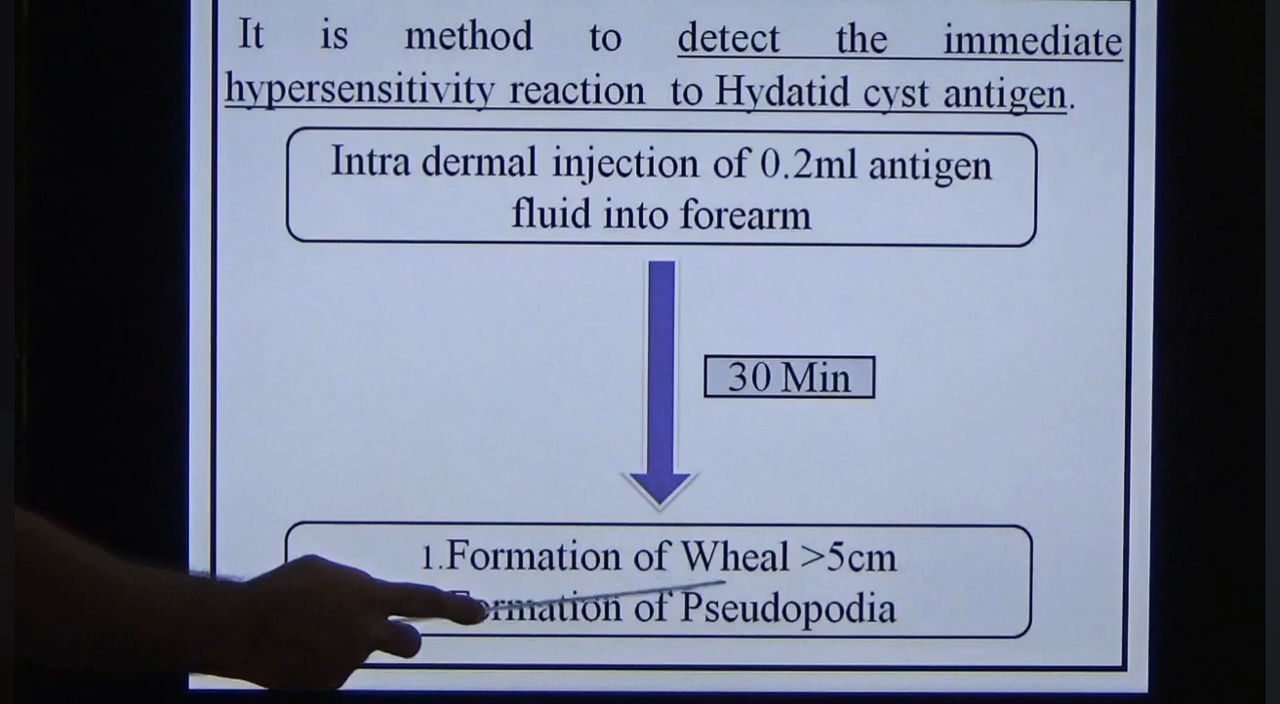 It is method to detect the immediate
hypersensitivity reaction to Hydatid cyst antigen.
Intra dermal injection of 0.2ml antigen
fluid into forearm
30 Min
1.Formation of Wheal >5cm
Formation of Pseudopodia